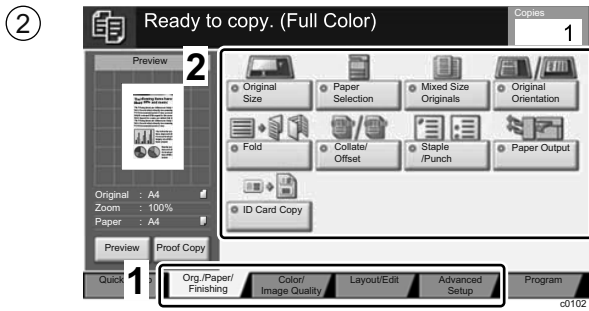 2
Ready to copy. (Full Color)
Copies
1
Preview
2
Original
Size
Paper
Selection
Mixed Size
Originals
Original
Orientation
Fold
Collate/
Offset
Staple
/Punch
Paper Output
ID Card Copy
Original : A4
Zoom : 100%
Paper : A4
Preview
Proof Copy
1
Quick
Org./Paper/
Finishing
Color/
Image Quality
Layout/Edit
Advanced
Setup
Program
c0102